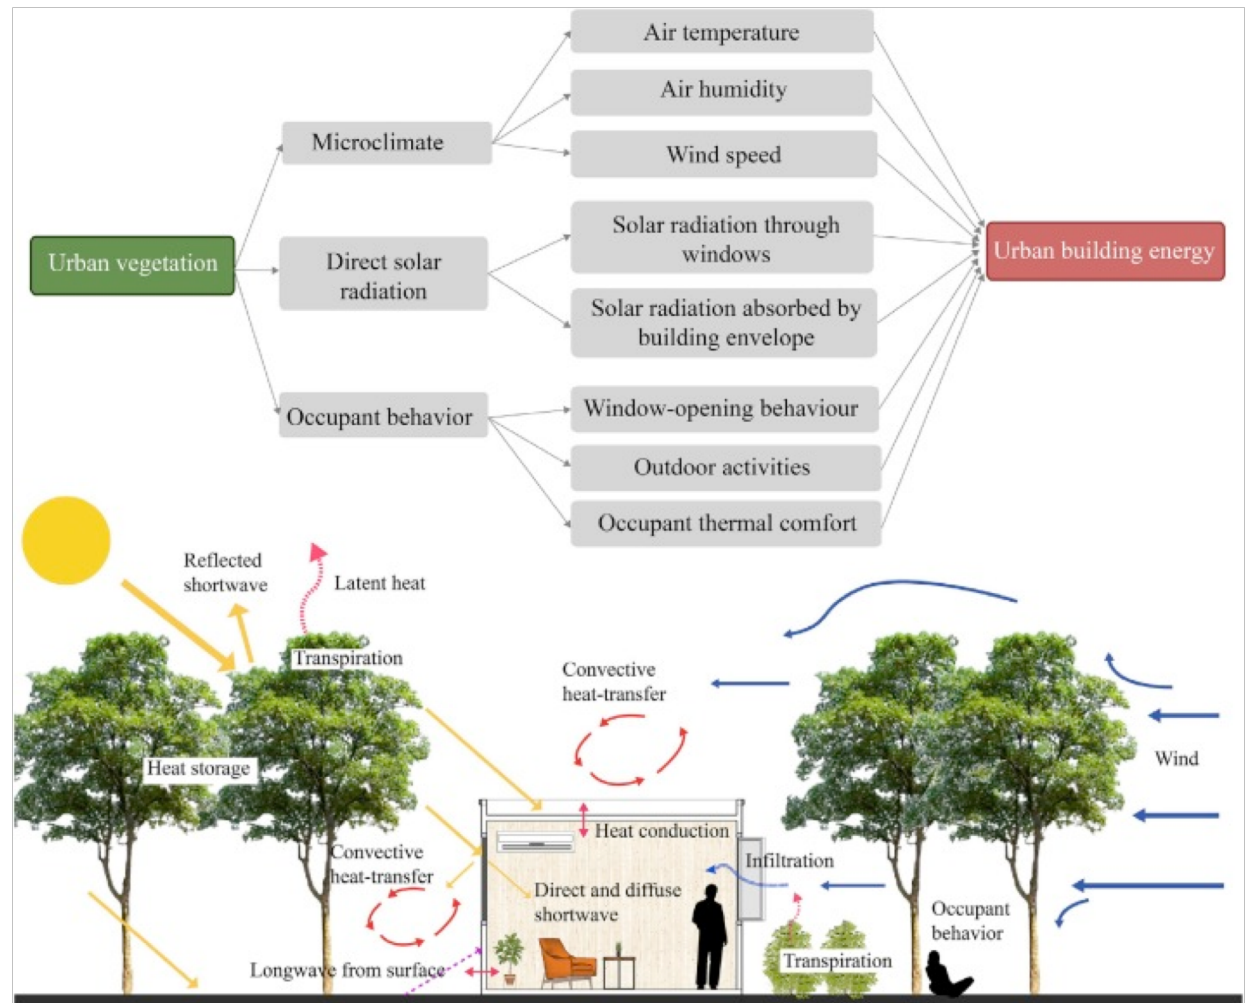 Air temperature
Air humidity
Microclimate
Wind speed
Solar radiation through
windows
Urban vegetation
Direct solar
radiation
Urban building energy
Solar radiation absorbed by
building envelope
Occupant behavior
Window-opening behaviour
Outdoor activities
Occupant thermal comfort
Reflected
shortwave
Latent heat
Transpiration
Heat storage
Convective
heat-transfer
Wind
Heat conduction
Convective
heat-transfer
Infiltration
Direct and diffuse
shortwave
Occupant
behavior
Longwave from surface
Transpiration